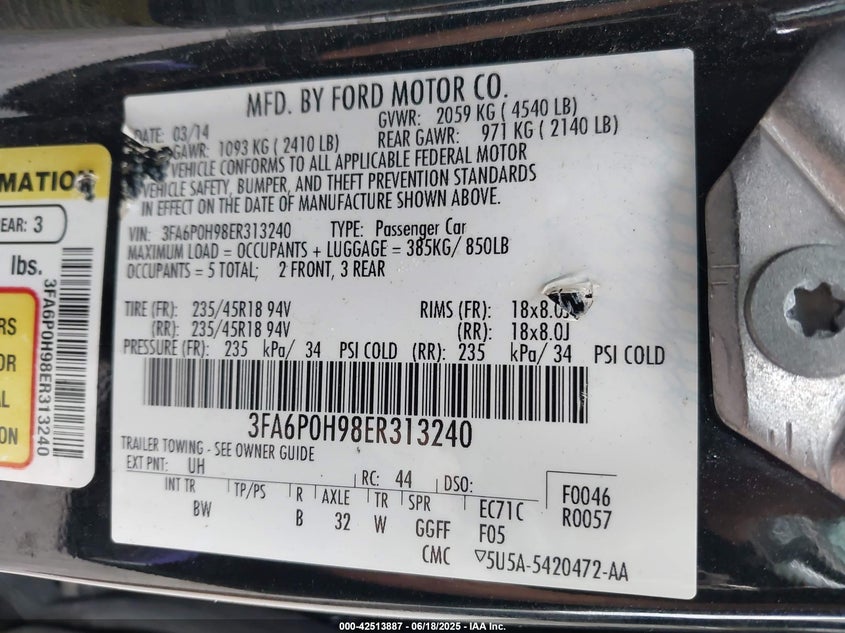 MFD. BY FORD MOTOR CO.
DATE: 03/14 GVWR: 2059 KG ( 4540 LB)
GAWR: 1093 KG ( 2410 LB) REAR GAWR: 971 KG ( 2140 LB)
VEHICLE CONFORMS TO ALL APPLICABLE FEDERAL MOTOR
VEHICLE SAFETY, BUMPER, AND THEFT PREVENTION STANDARDS
IN EFFECT ON THE DATE OF MANUFACTURE SHOWN ABOVE.
VIN: 3FA6P0H98ER313240 TYPE: Passenger Car
MAXIMUM LOAD = OCCUPANTS + LUGGAGE = 385KG/ 850LB
OCCUPANTS = 5 TOTAL; 2 FRONT, 3 REAR
TIRE (FR): 235/45R18 94V RIMS (FR): 18x8.0J
(RR): 235/45R18 94V (RR): 18x8.0J
PRESSURE (FR): 235 kPa/ 34 PSI COLD (RR): 235 kPa/ 34 PSI COLD
3FA6P0H98ER313240
TRAILER TOWING - SEE OWNER GUIDE
EXT PNT: UH RC: 44 DSO: F0046
INT TR TP/PS R AXLE TR SPR EC71C R0057
BW B 32 W GGFF F05
CMC ▽5U5A-5420472-AA
MATION
EAR: 3
lbs.
3FA6P0H98ER313240
RS
OR
AL
ON
000-42513887 - 06/18/2025 - IAA Inc.